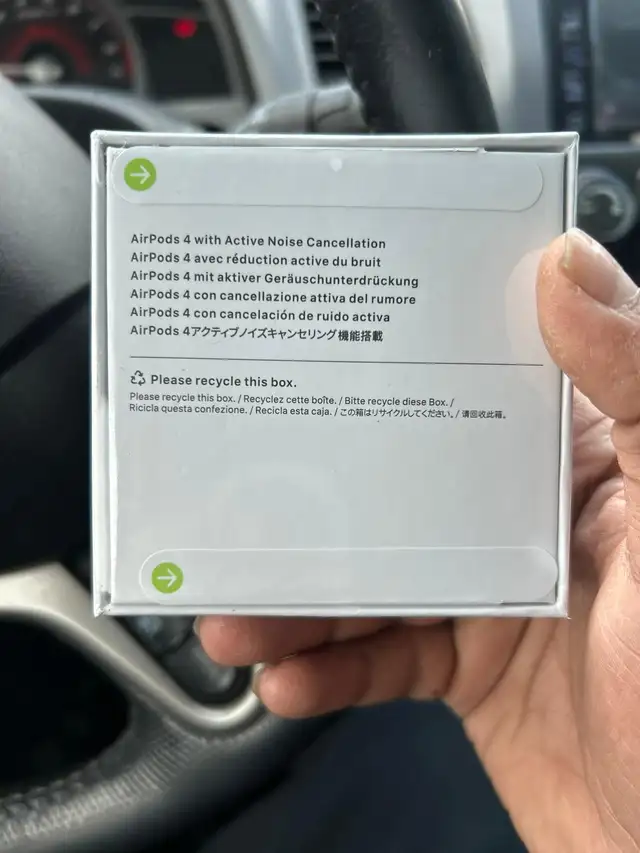 AirPods 4 with Active Noise Cancellation
AirPods 4 avec réduction active du bruit
AirPods 4 mit aktiver Geräuschunterdrückung
AirPods 4 con cancellazione attiva del rumore
AirPods 4 con cancelación de ruido activa
AirPods 4アクティブノイズキャンセリング機能搭載
Please recycle this box.
Please recycle this box. / Recyclez cette boîte. / Bitte recycle diese Box. /
Ricicla questa confezione. / Recicla esta caja. / この箱はリサイクルしてください。/ 请回收此箱。